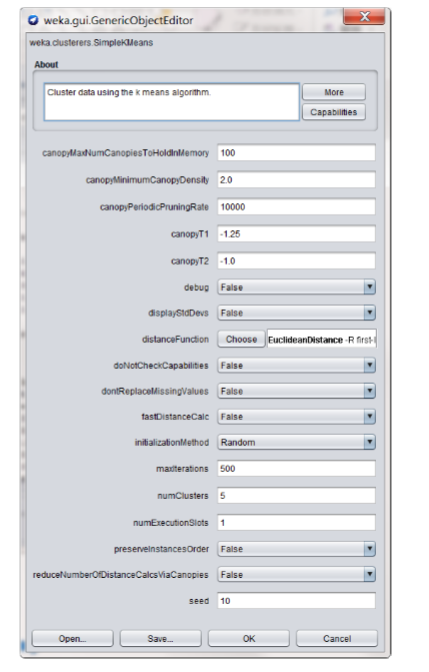 weka.gui.GenericObjectEditor
weka.clusterers.SimpleKMeans
About
Cluster data using the k means algorithm.
More
Capabilities
canopyMaxNumCanopiesToHoldInMemory 100
canopyMinimumCanopyDensity 2.0
canopyPeriodicPruningRate 10000
canopyT1 -1.25
canopyT2 -1.0
debug False
displayStdDevs False
distanceFunction Choose EuclideanDistance -R first-l
doNotCheckCapabilities False
dontReplaceMissingValues False
fastDistanceCalc False
initializationMethod Random
maxIterations 500
numClusters 5
numExecutionSlots 1
preserveInstancesOrder False
reduceNumberOfDistanceCalcsViaCanopies False
seed 10
Open... Save... OK Cancel